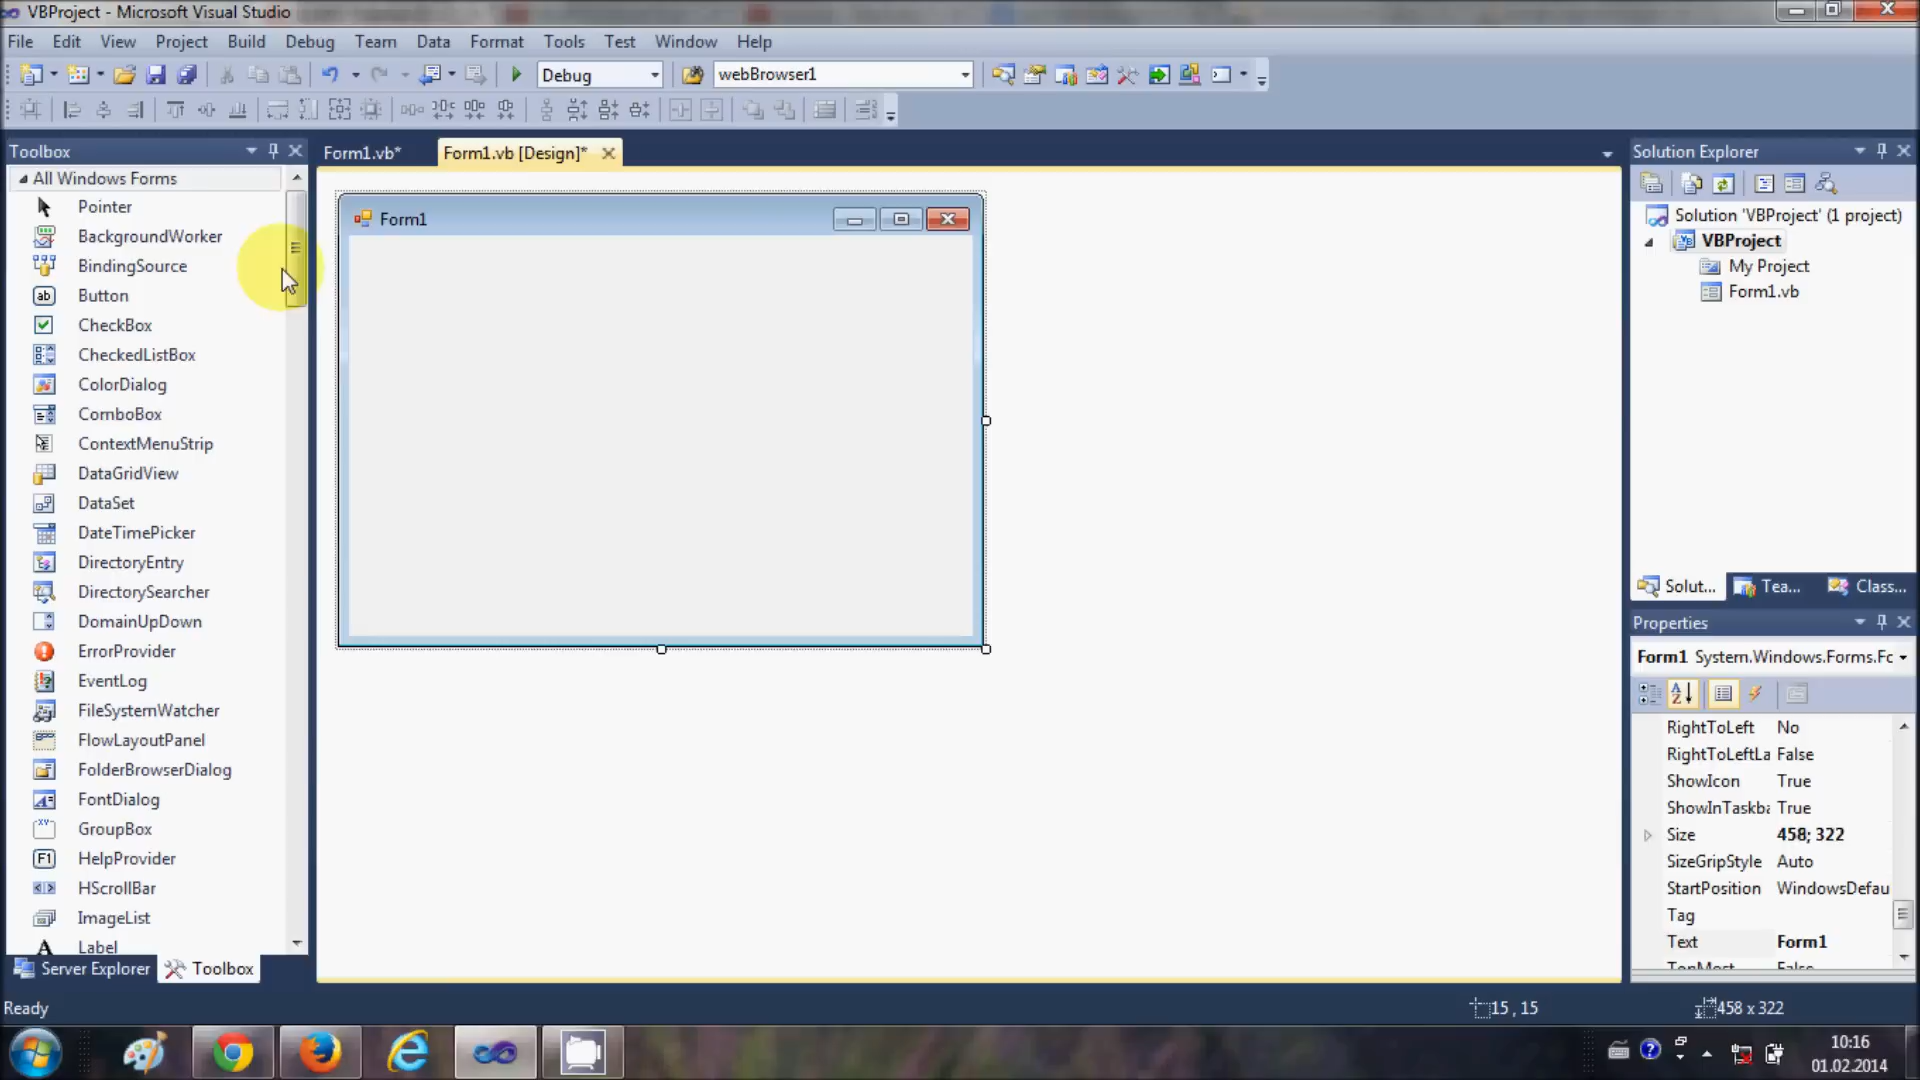 VBProject - Microsoft Visual Studio
File Edit View Project Build Debug Team Data Format Tools Test Window Help
Debug webBrowser1
Toolbox
All Windows Forms
Pointer
BackgroundWorker
BindingSource
Button
CheckBox
CheckedListBox
ColorDialog
ComboBox
ContextMenuStrip
DataGridView
DataSet
DateTimePicker
DirectoryEntry
DirectorySearcher
DomainUpDown
ErrorProvider
EventLog
FileSystemWatcher
FlowLayoutPanel
FolderBrowserDialog
FontDialog
GroupBox
HelpProvider
HScrollBar
ImageList
Label
Server Explorer Toolbox
Form1.vb* Form1.vb [Design]*
Form1
Solution Explorer
Solution 'VBProject' (1 project)
VBProject
My Project
Form1.vb
Solut... Tea... Class...
Properties
Form1 System.Windows.Forms.Fc
RightToLeft No
RightToLeftLa False
ShowIcon True
ShowInTaskba True
Size 458; 322
SizeGripStyle Auto
StartPosition WindowsDefau
Tag
Text Form1
TopMost False
Ready 15 , 15 458 x 322
10:16
01.02.2014